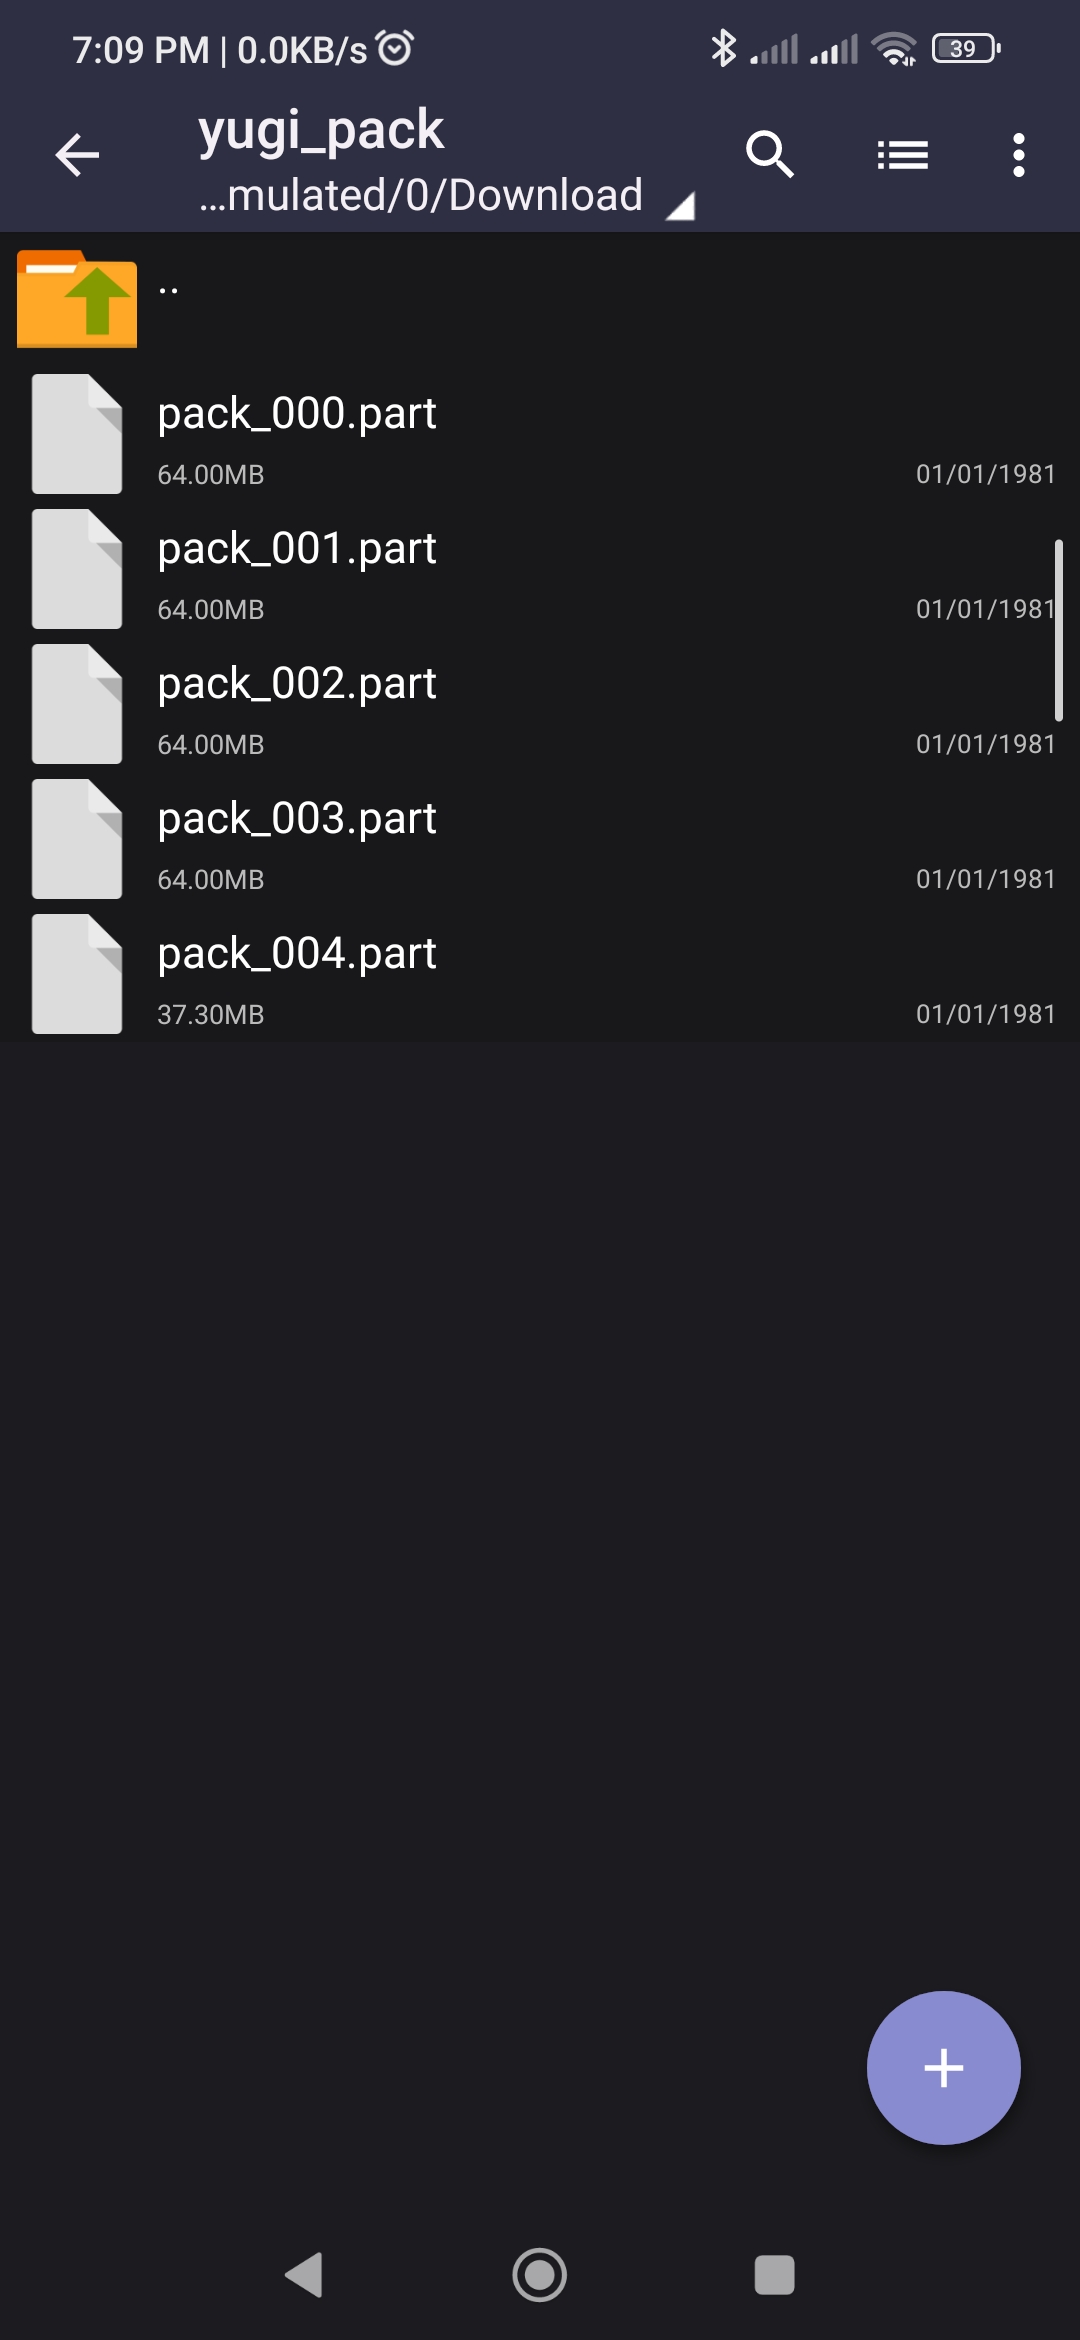 7:09 PM | 0.0KB/s
39
yugi_pack
...mulated/0/Download
..
pack_000.part
64.00MB 01/01/1981
pack_001.part
64.00MB 01/01/1981
pack_002.part
64.00MB 01/01/1981
pack_003.part
64.00MB 01/01/1981
pack_004.part
37.30MB 01/01/1981